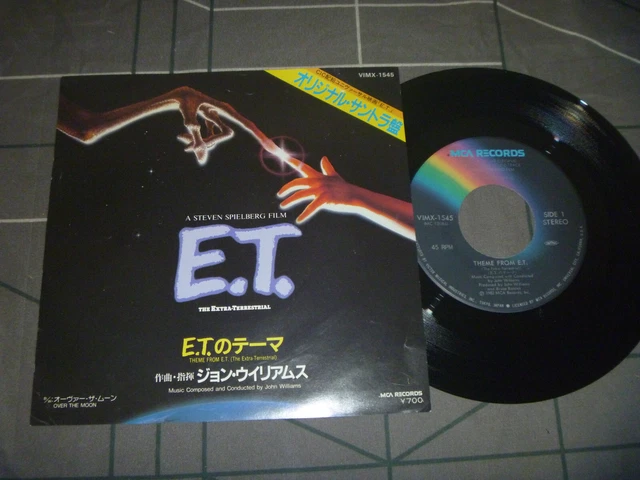 VIMX-1545
オリジナル・サントラ盤
A STEVEN SPIELBERG FILM
E.T.
THE EXTRA-TERRESTRIAL
E.T.のテーマ
THEME FROM E.T. (The Extra-Terrestrial)
作曲・指揮 ジョン・ウイリアムス
Music Composed and Conducted by John Williams
オーヴァー・ザ・ムーン
OVER THE MOON
MCA RECORDS
¥700
MCA RECORDS
VIMX-1545
SIDE 1
STEREO
45 RPM
THEME FROM E.T.